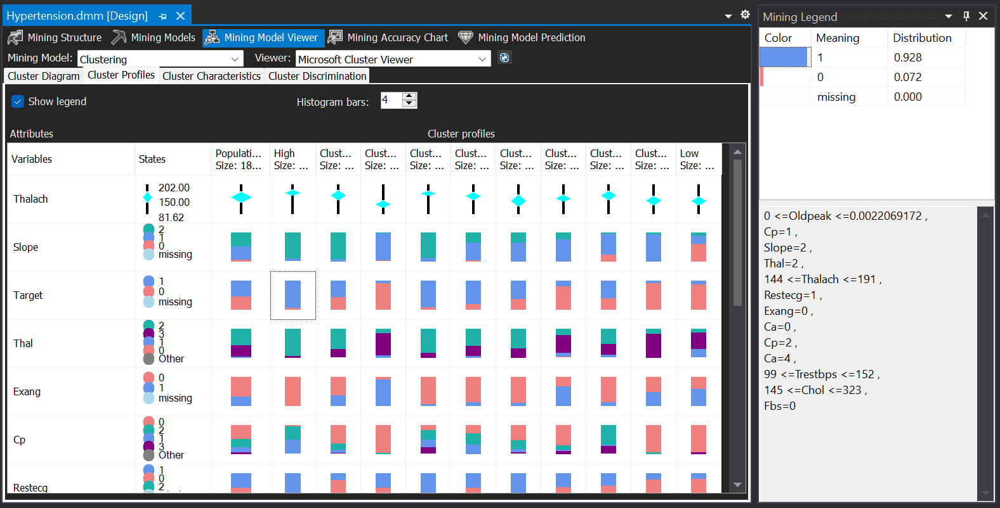 Hypertension.dmm [Design]
Mining Structure Mining Models Mining Model Viewer Mining Accuracy Chart Mining Model Prediction
Mining Model: Clustering Viewer: Microsoft Cluster Viewer
Cluster Diagram Cluster Profiles Cluster Characteristics Cluster Discrimination
Show legend Histogram bars: 4
Attributes Cluster profiles
Variables States Populati... High Clust... Clust... Clust... Clust... Clust... Clust... Clust... Clust... Low
Size: 18... Size: ... Size: ... Size: ... Size: ... Size: ... Size: ... Size: ... Size: ... Size: ... Size: ...
Thalach
202.00
150.00
81.62
Slope
2
1
0
missing
Target
1
0
missing
Thal
2
3
1
0
Other
Exang
0
1
missing
Cp
0
2
1
3
Other
Restecg
1
0
2
Mining Legend
Color Meaning Distribution
1 0.928
0 0.072
missing 0.000
0 <=Oldpeak <=0.0022069172 ,
Cp=1 ,
Slope=2 ,
Thal=2 ,
144 <=Thalach <=191 ,
Restecg=1 ,
Exang=0 ,
Ca=0 ,
Cp=2 ,
Ca=4 ,
99 <=Trestbps <=152 ,
145 <=Chol <=323 ,
Fbs=0